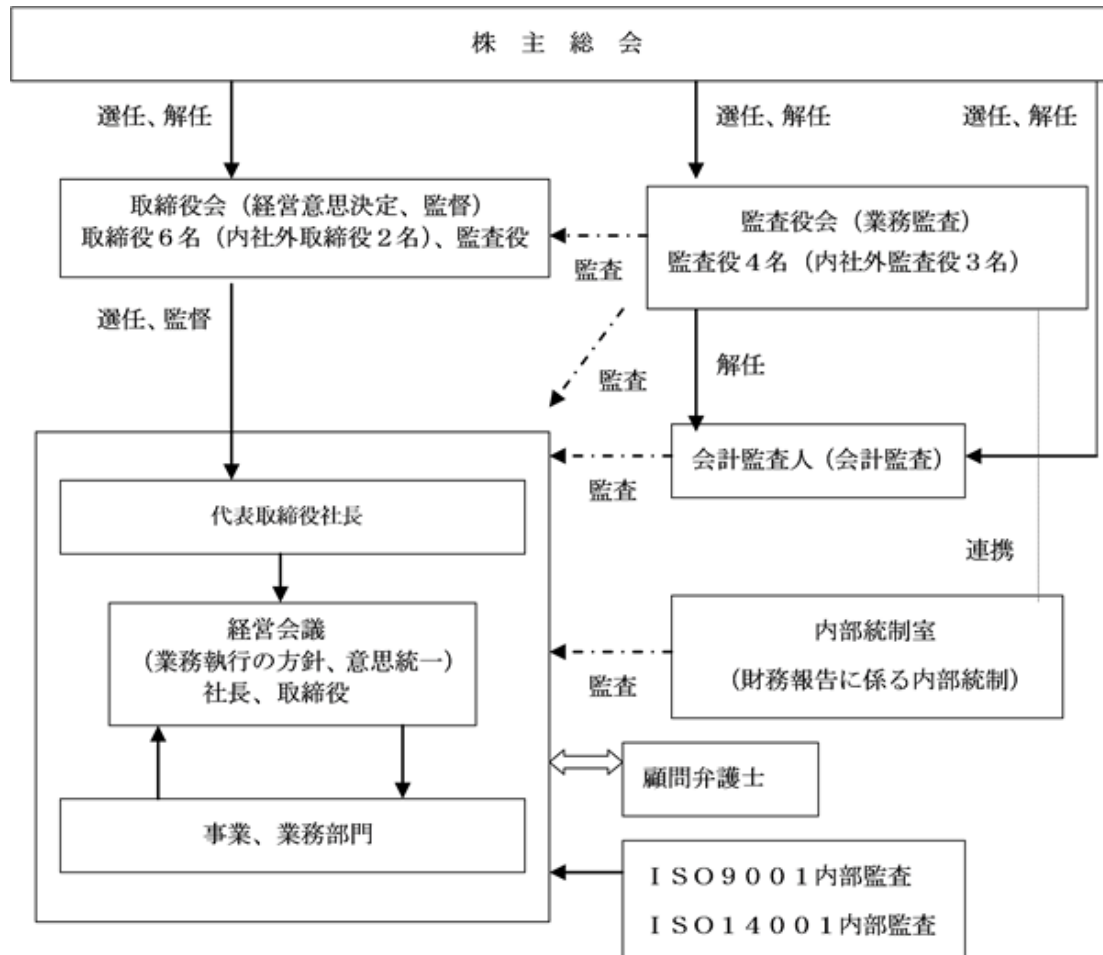 株 主 総 会
選任、解任
選任、解任
選任、解任
取締役会（経営意思決定、監督）
取締役６名（内社外取締役２名）、監査役
監査役会（業務監査）
監査役４名（内社外監査役３名）
監査
選任、監督
監査
解任
会計監査人（会計監査）
監査
代表取締役社長
連携
経営会議
（業務執行の方針、意思統一）
社長、取締役
内部統制室
（財務報告に係る内部統制）
監査
顧問弁護士
事業、業務部門
ＩＳＯ９００１内部監査
ＩＳＯ１４００１内部監査